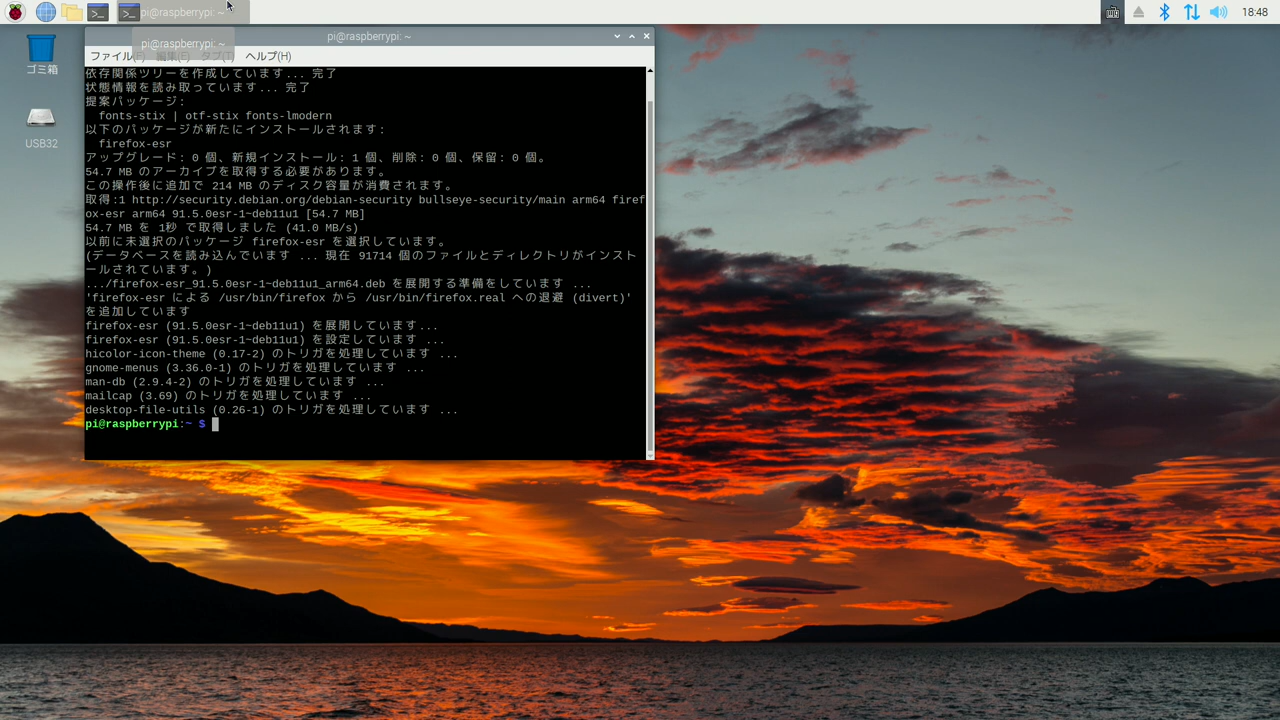 pi@raspberrypi: ~
18:48
pi@raspberrypi: ~
pi@raspberrypi: ~
ファイル(F) 編集(E) タブ(T) ヘルプ(H)
ゴミ箱
USB32
依存関係ツリーを作成しています... 完了
状態情報を読み取っています... 完了
提案パッケージ:
fonts-stix | otf-stix fonts-lmodern
以下のパッケージが新たにインストールされます:
firefox-esr
アップグレード: 0 個、新規インストール: 1 個、削除: 0 個、保留: 0 個。
54.7 MB のアーカイブを取得する必要があります。
この操作後に追加で 214 MB のディスク容量が消費されます。
取得:1 http://security.debian.org/debian-security bullseye-security/main arm64 firef
ox-esr arm64 91.5.0esr-1~deb11u1 [54.7 MB]
54.7 MB を 1秒 で取得しました (41.0 MB/s)
以前に未選択のパッケージ firefox-esr を選択しています。
(データベースを読み込んでいます ... 現在 91714 個のファイルとディレクトリがインスト
ールされています。)
.../firefox-esr_91.5.0esr-1~deb11u1_arm64.deb を展開する準備をしています ...
'firefox-esr による /usr/bin/firefox から /usr/bin/firefox.real への退避 (divert)'
を追加しています
firefox-esr (91.5.0esr-1~deb11u1) を展開しています...
firefox-esr (91.5.0esr-1~deb11u1) を設定しています ...
hicolor-icon-theme (0.17-2) のトリガを処理しています ...
gnome-menus (3.36.0-1) のトリガを処理しています ...
man-db (2.9.4-2) のトリガを処理しています ...
mailcap (3.69) のトリガを処理しています ...
desktop-file-utils (0.26-1) のトリガを処理しています ...
pi@raspberrypi:~ $